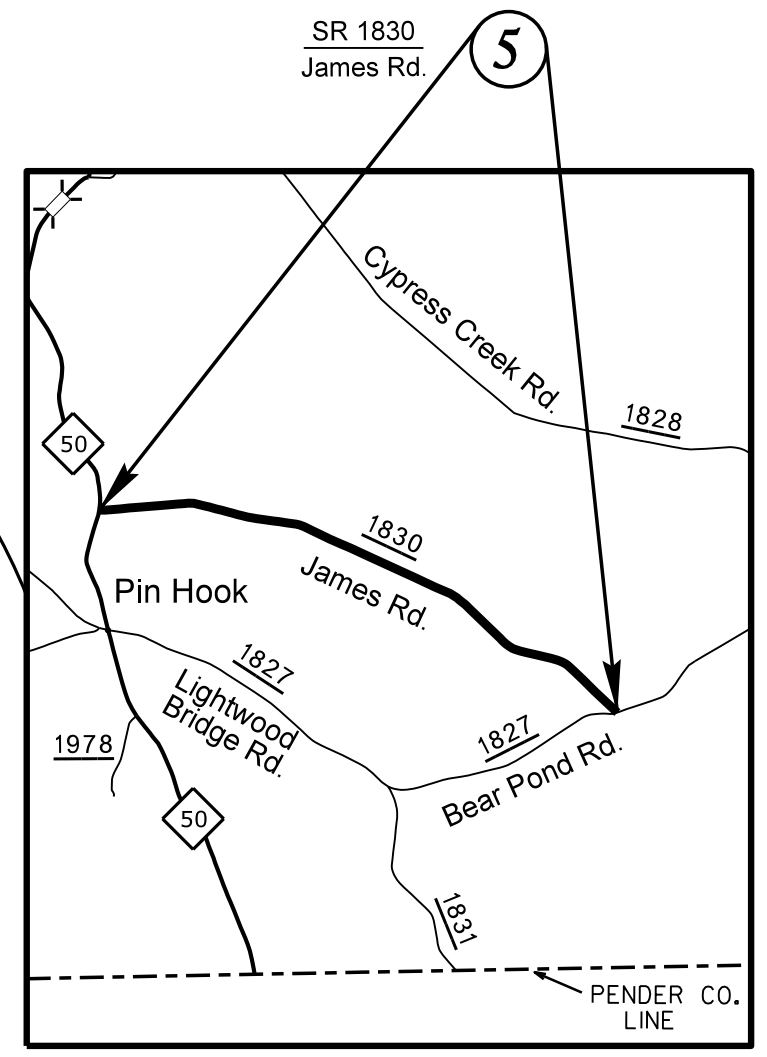 SR 1830
James Rd.
5
Cypress Creek Rd.
1828
50
1830
James Rd.
Pin Hook
1827
Lightwood
Bridge Rd.
1978
1827
Bear Pond Rd.
50
1831
PENDER CO.
LINE